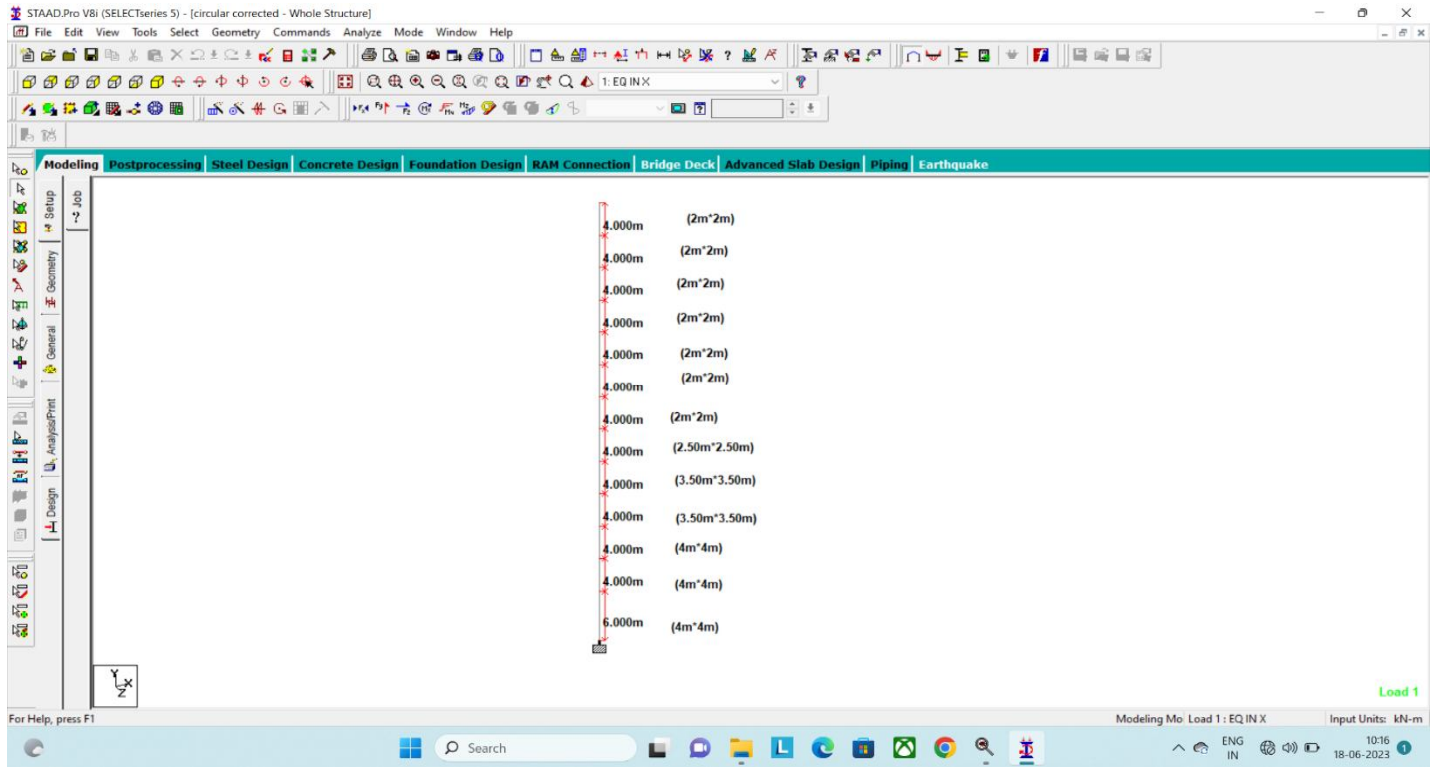 STAAD.Pro V8i (SELECTseries 5) - [circular corrected - Whole Structure]
File Edit View Tools Select Geometry Commands Analyze Mode Window Help
1: EQ IN X
Modeling Postprocessing Steel Design Concrete Design Foundation Design RAM Connection Bridge Deck Advanced Slab Design Piping Earthquake
Setup
Geometry
General
Analysis/Print
Design
Job
4.000m (2m*2m)
4.000m (2m*2m)
4.000m (2m*2m)
4.000m (2m*2m)
4.000m (2m*2m)
4.000m (2m*2m)
4.000m (2m*2m)
4.000m (2.50m*2.50m)
4.000m (3.50m*3.50m)
4.000m (3.50m*3.50m)
4.000m (4m*4m)
4.000m (4m*4m)
6.000m (4m*4m)
Y
X
Z
Load 1
For Help, press F1 Modeling Mo Load 1 : EQ IN X Input Units: kN-m
Search
ENG
IN
10:16
18-06-2023
1